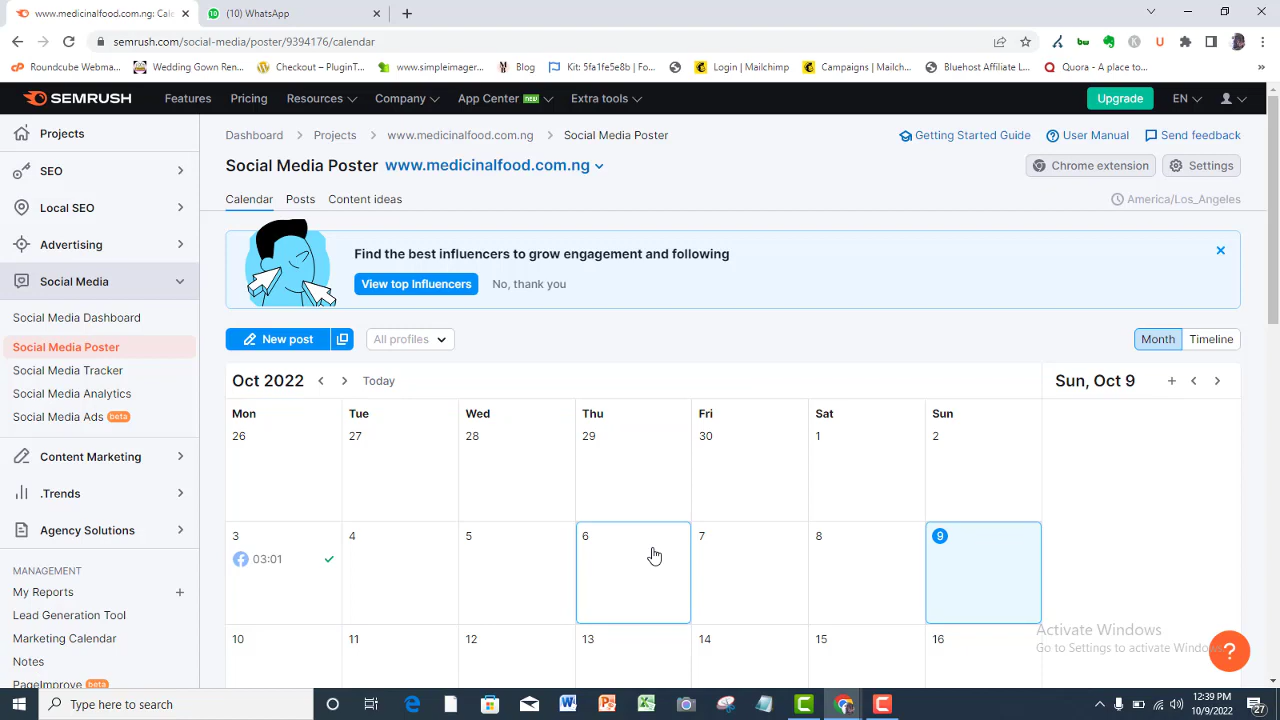 www.medicinalfood.com.ng: Cale
(10) WhatsApp
semrush.com/social-media/poster/9394176/calendar
Roundcube Webma...
Wedding Gown Ren...
Checkout – PluginT...
www.simpleimager...
Blog
Kit: 5fa1fe5e8b | Fo...
Login | Mailchimp
Campaigns | Mailch...
Bluehost Affiliate L...
Quora - A place to...
SEMRUSH
Features
Pricing
Resources
Company
App Center NEW
Extra tools
Upgrade
EN
Projects
SEO
Local SEO
Advertising
Social Media
Social Media Dashboard
Social Media Poster
Social Media Tracker
Social Media Analytics
Social Media Ads beta
Content Marketing
.Trends
Agency Solutions
MANAGEMENT
My Reports
Lead Generation Tool
Marketing Calendar
Notes
PageImprove beta
Dashboard > Projects > www.medicinalfood.com.ng > Social Media Poster
Getting Started Guide
User Manual
Send feedback
Social Media Poster www.medicinalfood.com.ng
Chrome extension
Settings
Calendar Posts Content ideas
America/Los_Angeles
Find the best influencers to grow engagement and following
View top Influencers
No, thank you
New post
All profiles
Month Timeline
Oct 2022 < > Today
Sun, Oct 9
Mon Tue Wed Thu Fri Sat Sun
26 27 28 29 30 1 2
3 4 5 6 7 8 9
03:01
10 11 12 13 14 15 16
Activate Windows
Go to Settings to activate Windows.
?
Type here to search
12:39 PM
10/9/2022
27